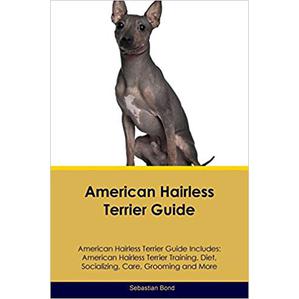 American Hairless
Terrier Guide
American Hairless Terrier Guide Includes:
American Hairless Terrier Training, Diet,
Socializing, Care, Grooming and More
Sebastian Bond